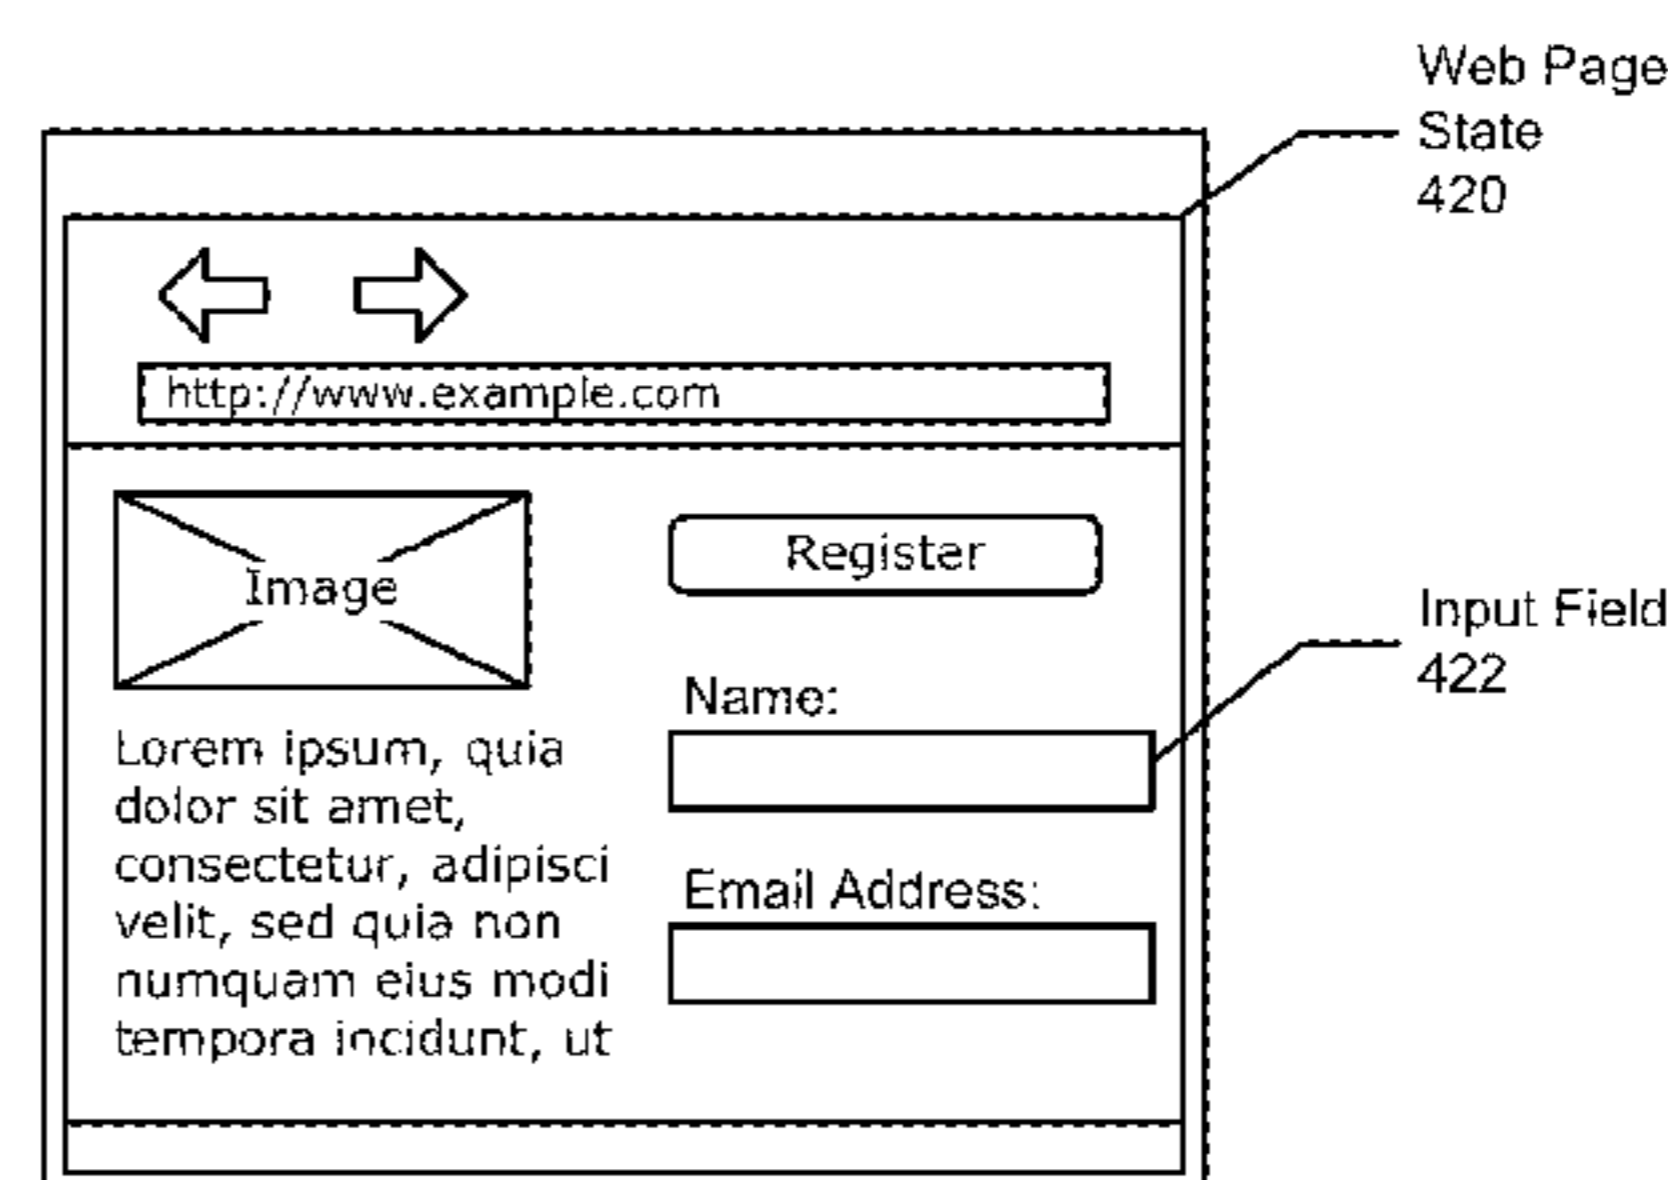 Web Page
State
420
http://www.example.com
Image
Register
Input Field
422
Name:
Lorem ipsum, quia
dolor sit amet,
consectetur, adipisci
velit, sed quia non
numquam eius modi
tempora incidunt, ut
Email Address: